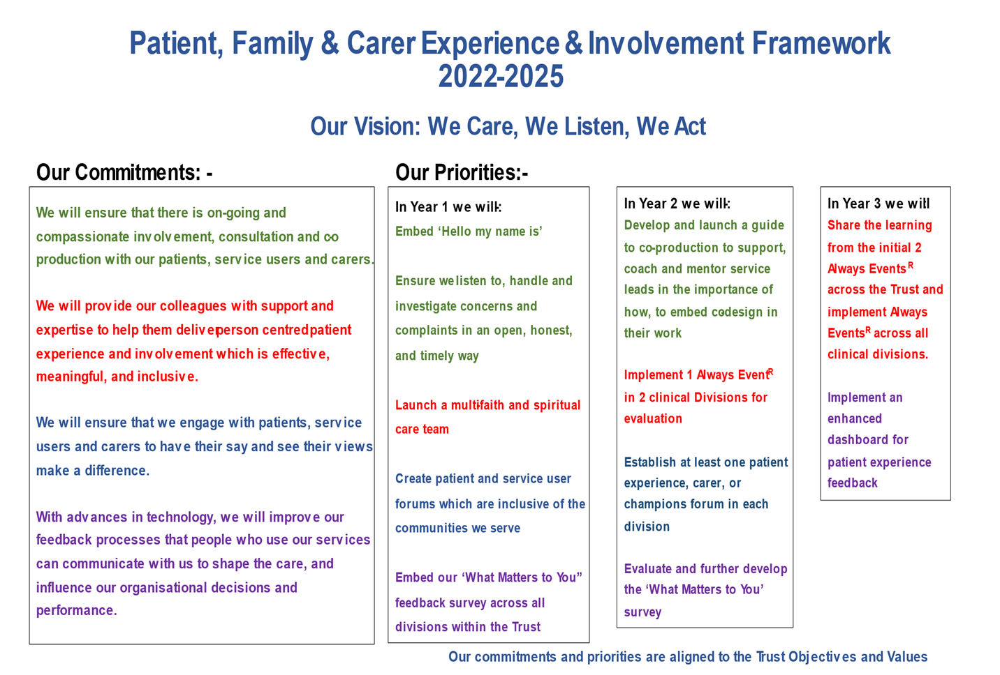 Patient, Family & Carer Experience & Involvement Framework
2022-2025
Our Vision: We Care, We Listen, We Act
Our Commitments: -
We will ensure that there is on-going and
compassionate involvement, consultation and co-
production with our patients, service users and carers.
We will provide our colleagues with support and
expertise to help them deliver person centred patient
experience and involvement which is effective,
meaningful, and inclusive.
We will ensure that we engage with patients, service
users and carers to have their say and see their views
make a difference.
With advances in technology, we will improve our
feedback processes that people who use our services
can communicate with us to shape the care, and
influence our organisational decisions and
performance.
Our Priorities:-
In Year 1 we will:-
Embed ‘Hello my name is’
Ensure we listen to, handle and
investigate concerns and
complaints in an open, honest,
and timely way
Launch a multi-faith and spiritual
care team
Create patient and service user
forums which are inclusive of the
communities we serve
Embed our ‘What Matters to You”
feedback survey across all
divisions within the Trust
In Year 2 we will:-
Develop and launch a guide
to co-production to support,
coach and mentor service
leads in the importance of
how, to embed co-design in
their work
Implement 1 Always Event R
in 2 clinical Divisions for
evaluation
Establish at least one patient
experience, carer, or
champions forum in each
division
Evaluate and further develop
the ‘What Matters to You’
survey
In Year 3 we will:
Share the learning
from the initial 2
Always Events R
across the Trust and
implement Always
Events R across all
clinical divisions.
Implement an
enhanced
dashboard for
patient experience
feedback
Our commitments and priorities are aligned to the Trust Objectives and Values